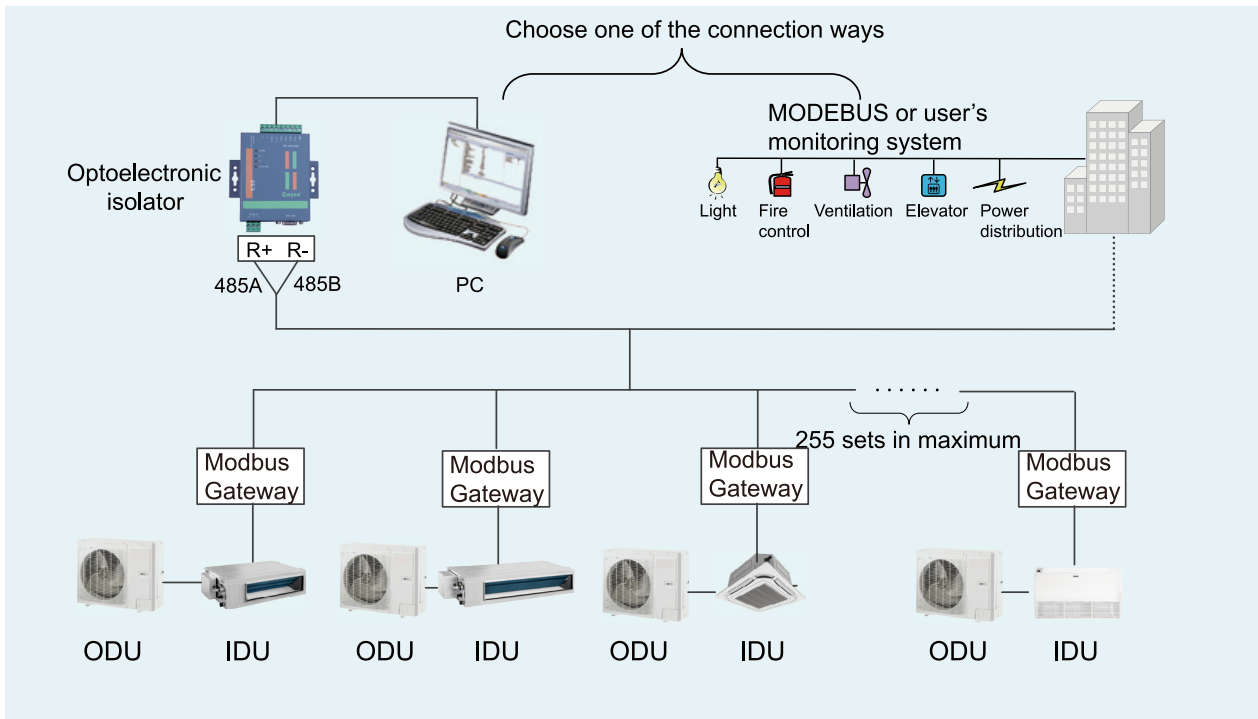 Choose one of the connection ways
MODEBUS or user's
monitoring system
Optoelectronic
isolator
Light
Fire
control
Ventilation
Elevator
Power
distribution
R+ R-
485A
485B
PC
255 sets in maximum
Modbus
Gateway
Modbus
Gateway
Modbus
Gateway
Modbus
Gateway
ODU
IDU
ODU
IDU
ODU
IDU
ODU
IDU